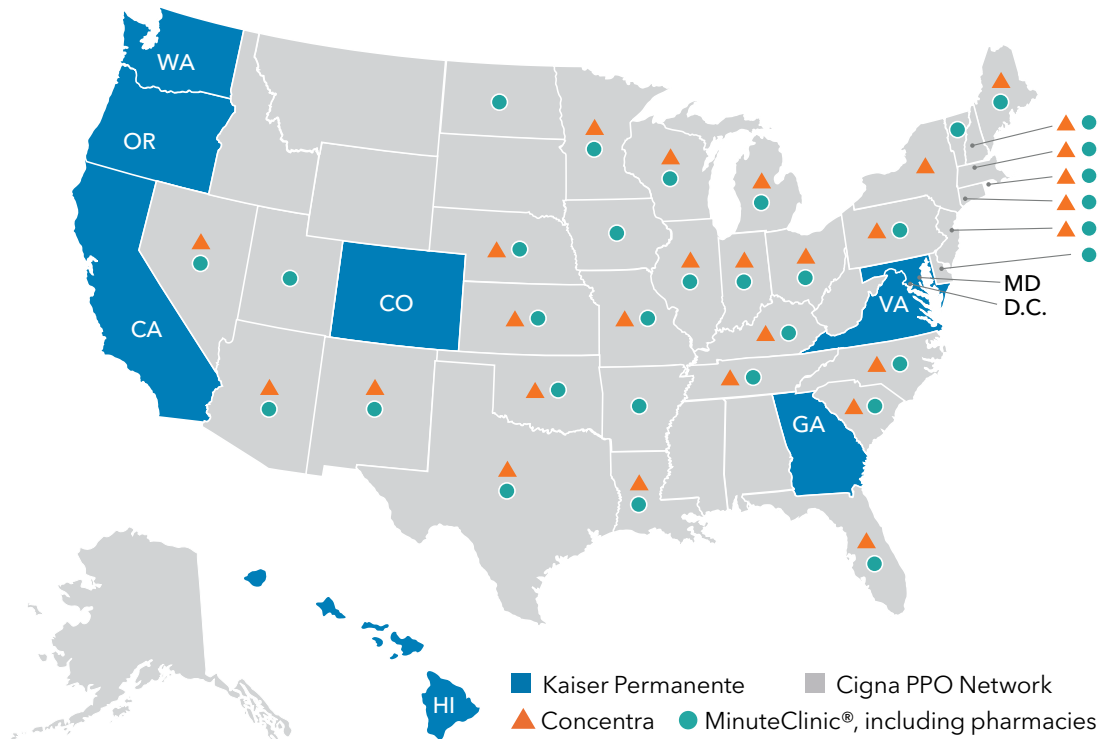 WA
OR
CA
CO
MD
D.C.
VA
GA
HI
Kaiser Permanente
Cigna PPO Network
Concentra
MinuteClinic®, including pharmacies